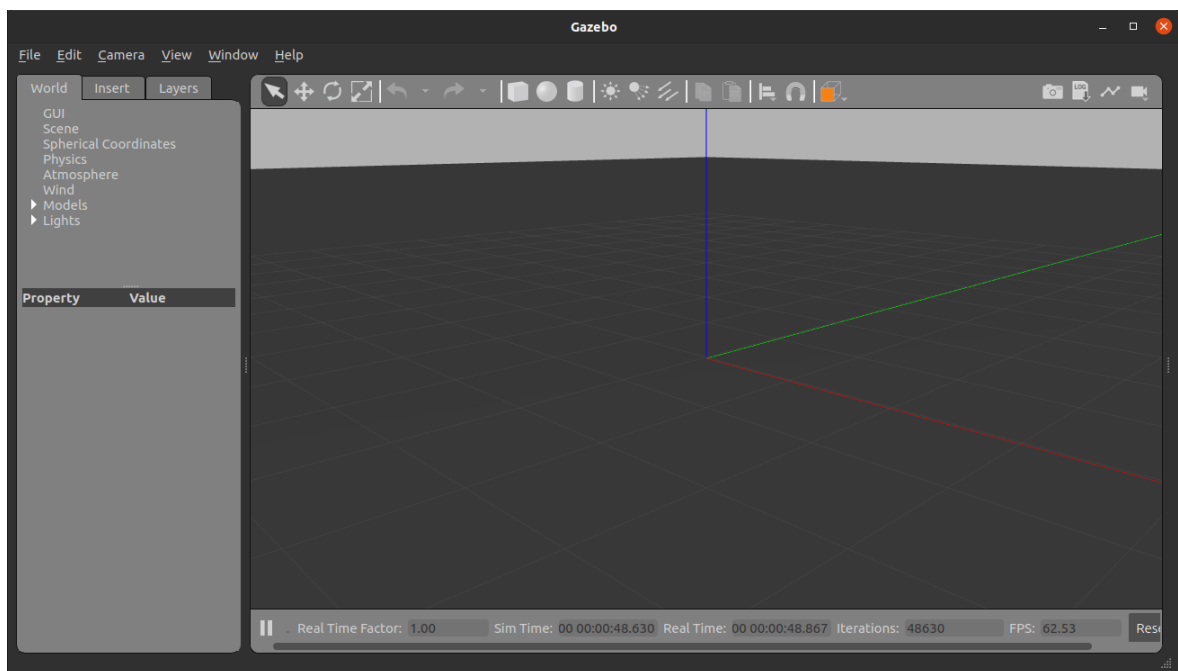 Gazebo
File Edit Camera View Window Help
World Insert Layers
LOG
GUI
Scene
Spherical Coordinates
Physics
Atmosphere
Wind
Models
Lights
Property Value
Real Time Factor: 1.00 Sim Time: 00 00:00:48.630 Real Time: 00 00:00:48.867 Iterations: 48630 FPS: 62.53 Rese